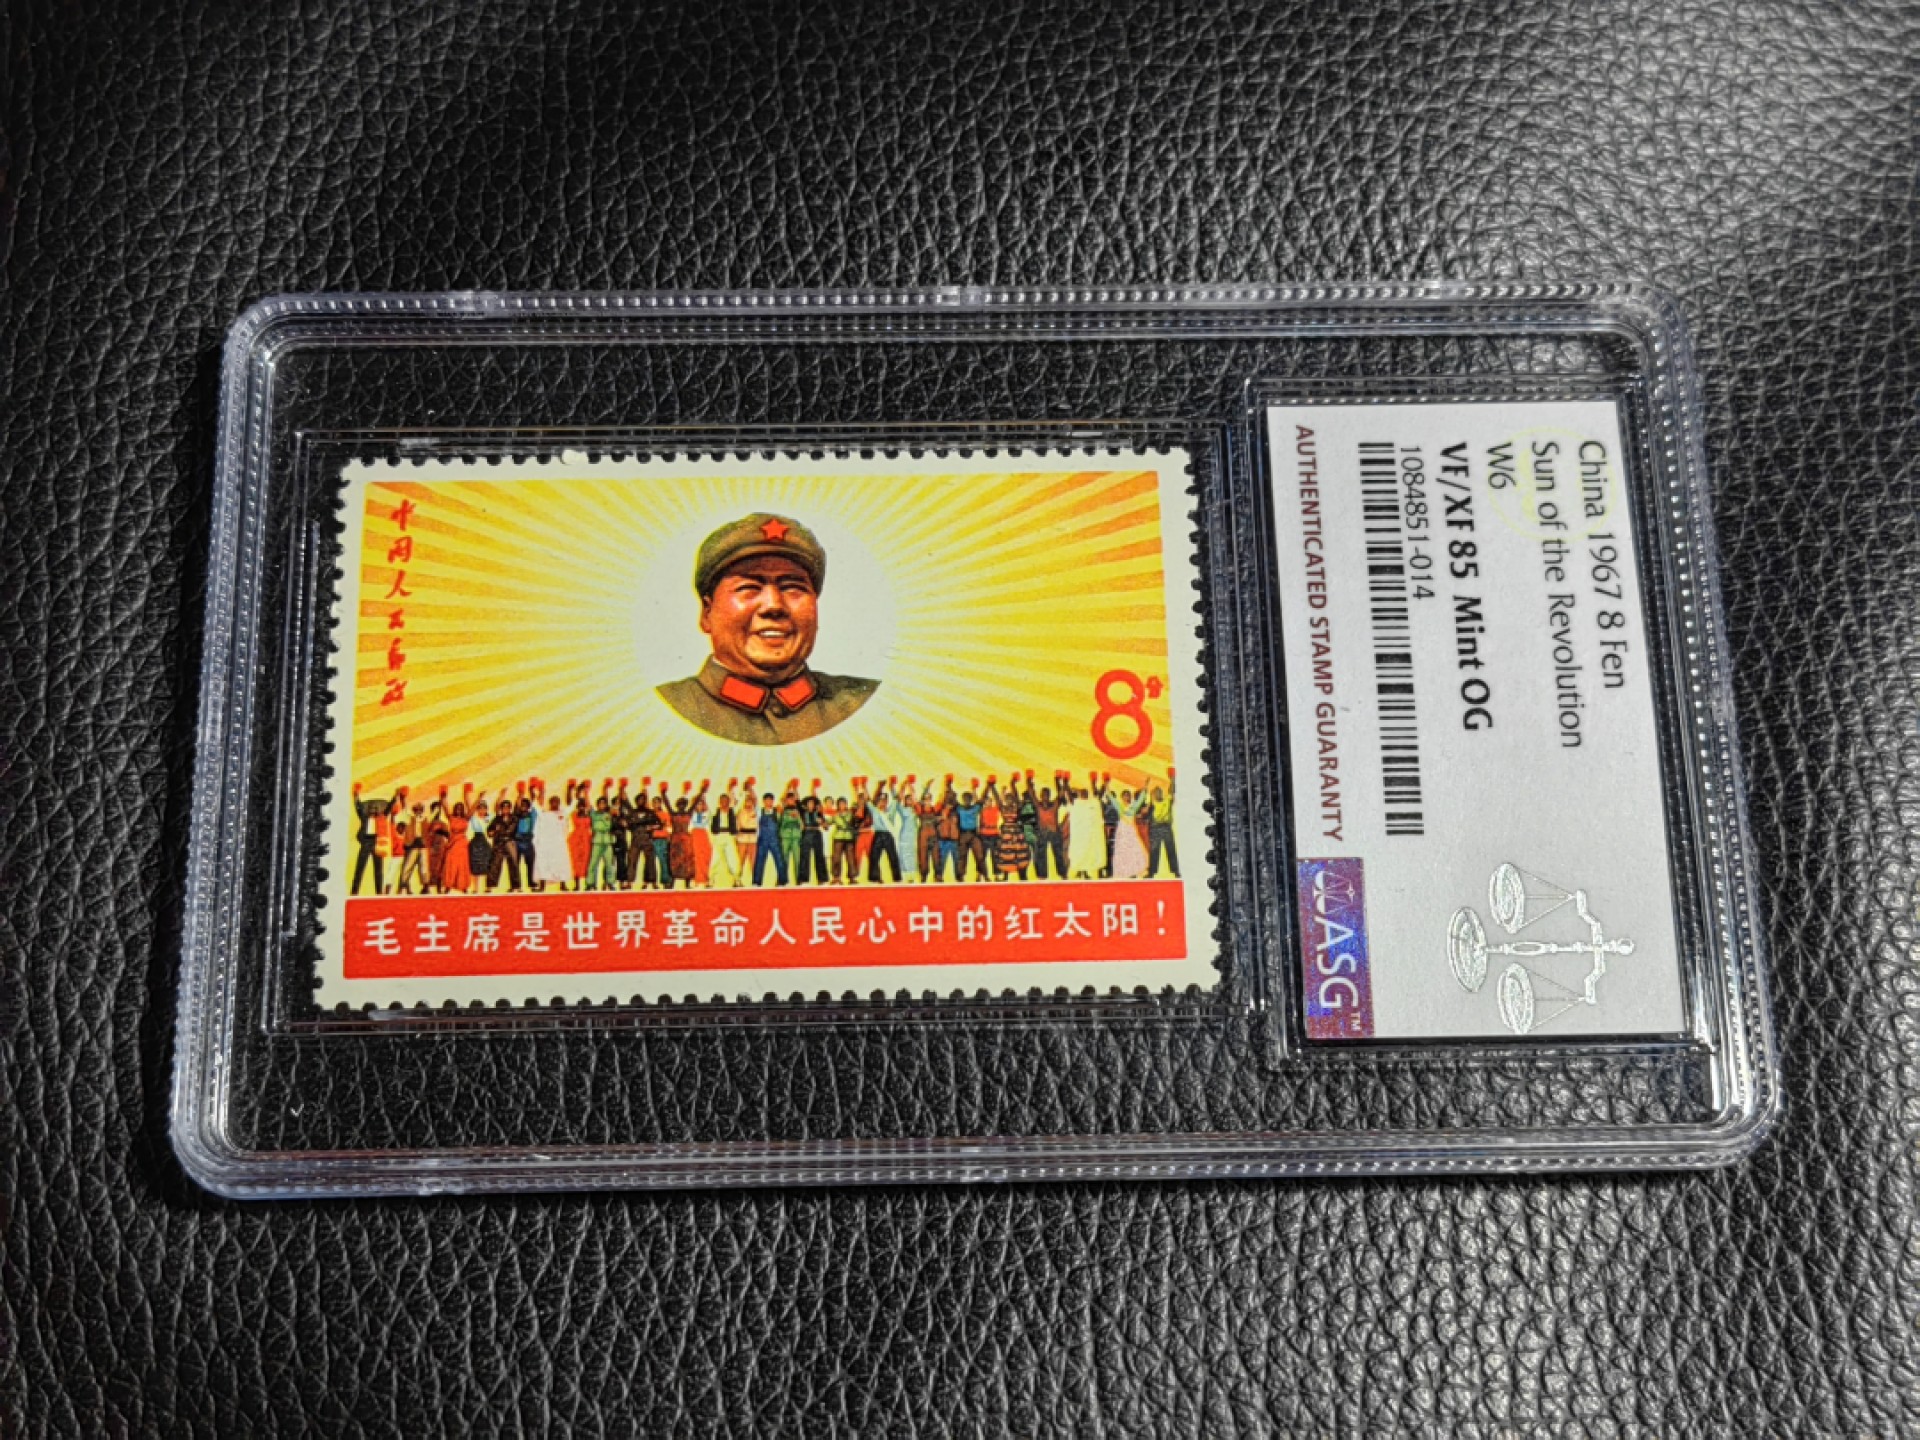 中国人民邮政
8分
毛主席是世界革命人民心中的红太阳！
China 1967 8 Fen
Sun of the Revolution
W6
VF/XF 85 Mint OG
1084851-014
AUTHENTICATED STAMP GUARANTY
ASG™